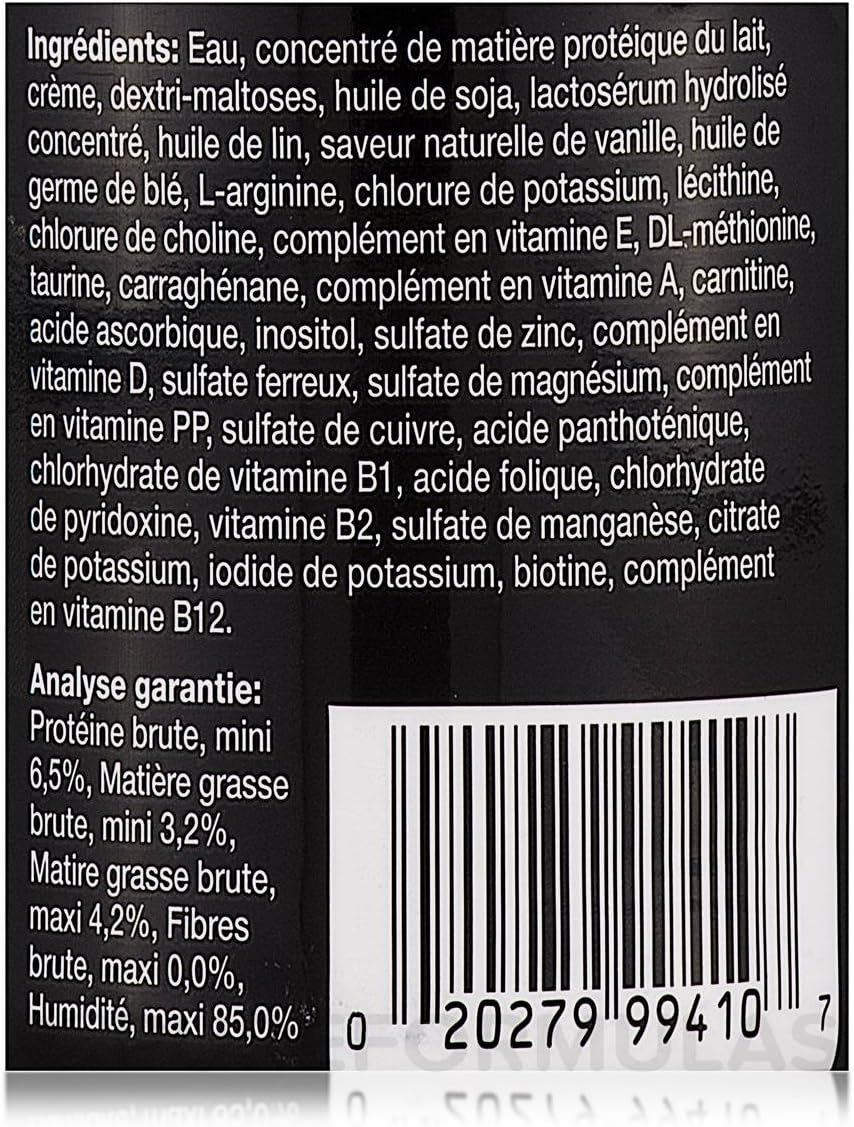 Ingrédients: Eau, concentré de matière protéique du lait,
crème, dextri-maltoses, huile de soja, lactosérum hydrolisé
concentré, huile de lin, saveur naturelle de vanille, huile de
germe de blé, L-arginine, chlorure de potassium, lécithine,
chlorure de choline, complément en vitamine E, DL-méthionine,
taurine, carraghénane, complément en vitamine A, carnitine,
acide ascorbique, inositol, sulfate de zinc, complément en
vitamine D, sulfate ferreux, sulfate de magnésium, complément
en vitamine PP, sulfate de cuivre, acide panthoténique,
chlorhydrate de vitamine B1, acide folique, chlorhydrate
de pyridoxine, vitamine B2, sulfate de manganèse, citrate
de potassium, iodide de potassium, biotine, complément
en vitamine B12.
Analyse garantie:
Protéine brute, mini
6,5%, Matière grasse
brute, mini 3,2%,
Matire grasse brute,
maxi 4,2%, Fibres
brute, maxi 0,0%,
Humidité, maxi 85,0%
0 20279 99410 7